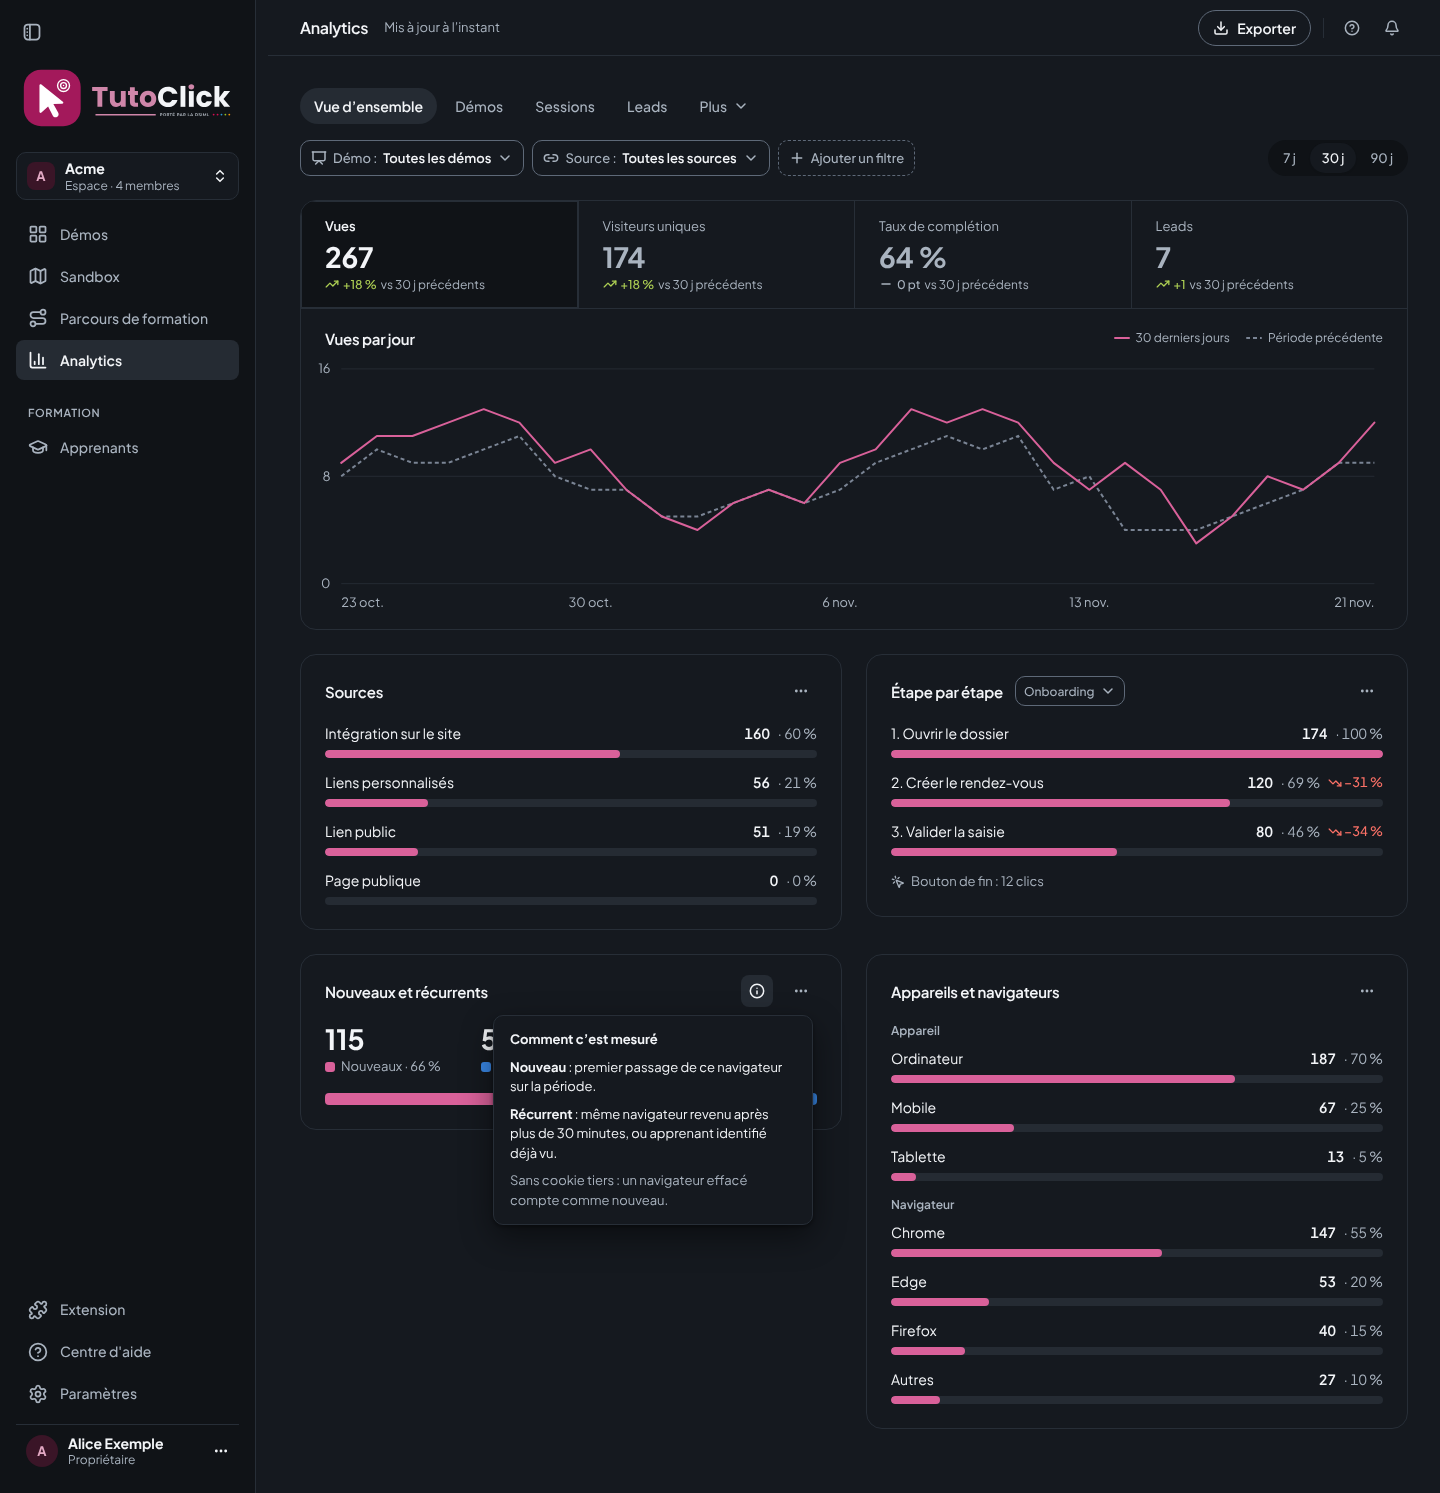 Analytics
Mis à jour à l'instant
Exporter
TutoClick
PORTÉ PAR LA DSIML
A
Acme
Espace · 4 membres
Démos
Sandbox
Parcours de formation
Analytics
FORMATION
Apprenants
Vue d'ensemble
Démos
Sessions
Leads
Plus
Démo : Toutes les démos
Source : Toutes les sources
Ajouter un filtre
7 j
30 j
90 j
Vues
267
+18 % vs 30 j précédents
Visiteurs uniques
174
+18 % vs 30 j précédents
Taux de complétion
64 %
0 pt vs 30 j précédents
Leads
7
+1 vs 30 j précédents
Vues par jour
30 derniers jours
Période précédente
16
8
0
23 oct.
30 oct.
6 nov.
13 nov.
21 nov.
Sources
Intégration sur le site 160 · 60 %
Liens personnalisés 56 · 21 %
Lien public 51 · 19 %
Page publique 0 · 0 %
Étape par étape
Onboarding
1. Ouvrir le dossier 174 · 100 %
2. Créer le rendez-vous 120 · 69 % −31 %
3. Valider la saisie 80 · 46 % −34 %
Bouton de fin : 12 clics
Nouveaux et récurrents
115
Nouveaux · 66 %
5
Comment c'est mesuré
Nouveau : premier passage de ce navigateur
sur la période.
Récurrent : même navigateur revenu après
plus de 30 minutes, ou apprenant identifié
déjà vu.
Sans cookie tiers : un navigateur effacé
compte comme nouveau.
Appareils et navigateurs
Appareil
Ordinateur 187 · 70 %
Mobile 67 · 25 %
Tablette 13 · 5 %
Navigateur
Chrome 147 · 55 %
Edge 53 · 20 %
Firefox 40 · 15 %
Autres 27 · 10 %
Extension
Centre d'aide
Paramètres
A
Alice Exemple
Propriétaire